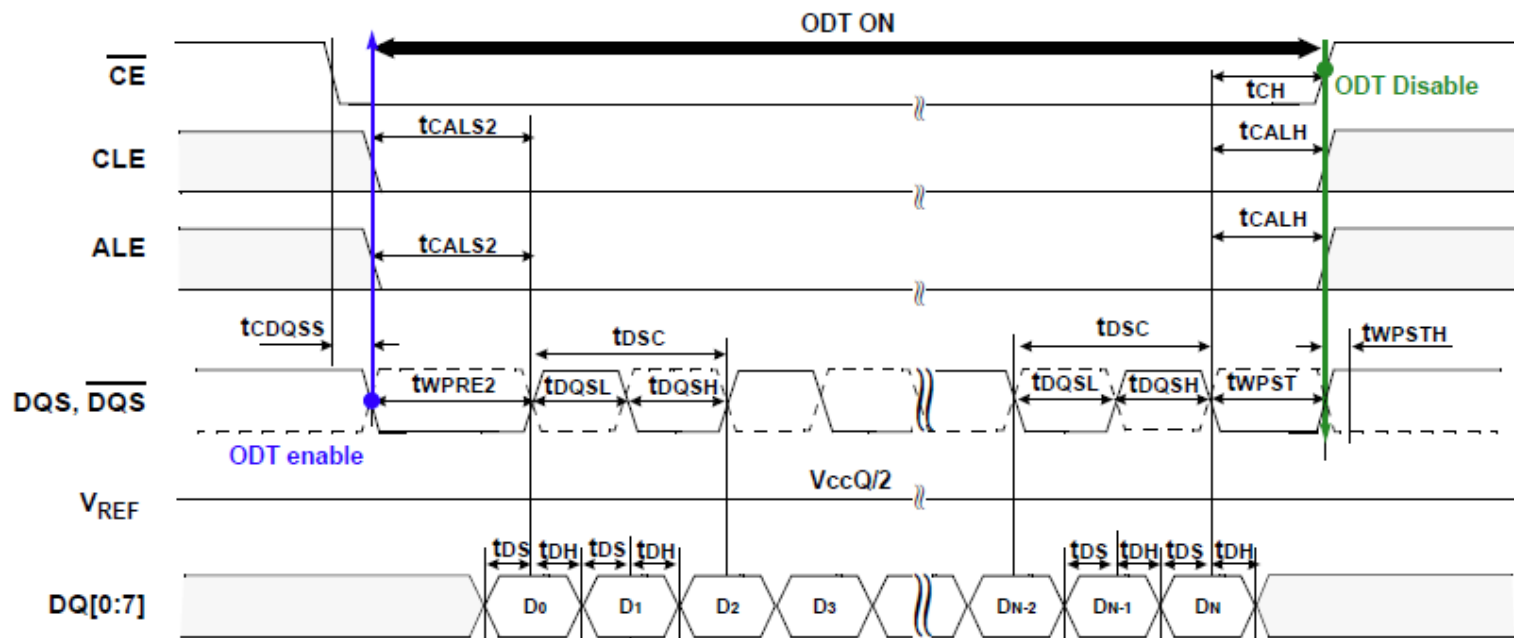 ODT ON
CE
tCH
ODT Disable
CLE
tCALS2
tCALH
ALE
tCALS2
tCALH
tCDQSS
tDSC
tDSC
tWPSTH
DQS, DQS
tWPRE2
tDQSL
tDQSH
tDQSL
tDQSH
tWPST
ODT enable
VREF
VccQ/2
tDS
tDH
tDS
tDH
tDS
tDH
tDS
tDH
DQ[0:7]
D0
D1
D2
D3
DN-2
DN-1
DN